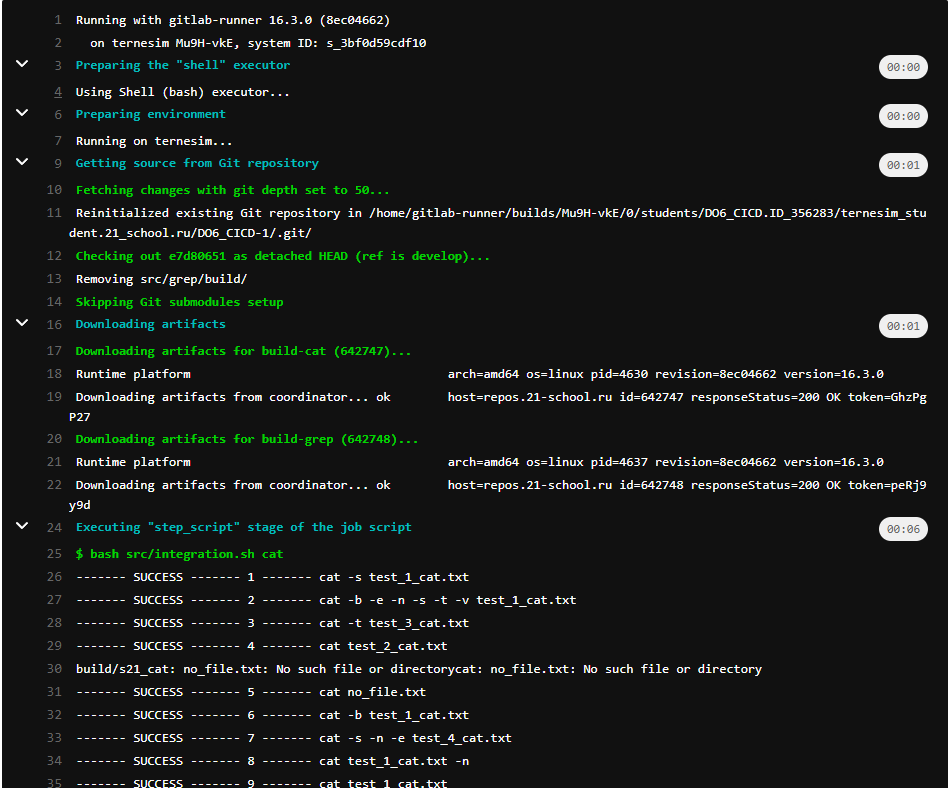 1 Running with gitlab-runner 16.3.0 (8ec04662)
2 on ternesim Mu9H-vkE, system ID: s_3bf0d59cdf10
3 Preparing the "shell" executor 00:00
4 Using Shell (bash) executor...
6 Preparing environment 00:00
7 Running on ternesim...
9 Getting source from Git repository 00:01
10 Fetching changes with git depth set to 50...
11 Reinitialized existing Git repository in /home/gitlab-runner/builds/Mu9H-vkE/0/students/DO6_CICD.ID_356283/ternesim_stu
dent.21_school.ru/DO6_CICD-1/.git/
12 Checking out e7d80651 as detached HEAD (ref is develop)...
13 Removing src/grep/build/
14 Skipping Git submodules setup
16 Downloading artifacts 00:01
17 Downloading artifacts for build-cat (642747)...
18 Runtime platform arch=amd64 os=linux pid=4630 revision=8ec04662 version=16.3.0
19 Downloading artifacts from coordinator... ok host=repos.21-school.ru id=642747 responseStatus=200 OK token=GhzPg
P27
20 Downloading artifacts for build-grep (642748)...
21 Runtime platform arch=amd64 os=linux pid=4637 revision=8ec04662 version=16.3.0
22 Downloading artifacts from coordinator... ok host=repos.21-school.ru id=642748 responseStatus=200 OK token=peRj9
y9d
24 Executing "step_script" stage of the job script 00:06
25 $ bash src/integration.sh cat
26 ------- SUCCESS ------- 1 ------- cat -s test_1_cat.txt
27 ------- SUCCESS ------- 2 ------- cat -b -e -n -s -t -v test_1_cat.txt
28 ------- SUCCESS ------- 3 ------- cat -t test_3_cat.txt
29 ------- SUCCESS ------- 4 ------- cat test_2_cat.txt
30 build/s21_cat: no_file.txt: No such file or directorycat: no_file.txt: No such file or directory
31 ------- SUCCESS ------- 5 ------- cat no_file.txt
32 ------- SUCCESS ------- 6 ------- cat -b test_1_cat.txt
33 ------- SUCCESS ------- 7 ------- cat -s -n -e test_4_cat.txt
34 ------- SUCCESS ------- 8 ------- cat test_1_cat.txt -n
35 ------- SUCCESS ------- 9 ------- cat test_1_cat.txt